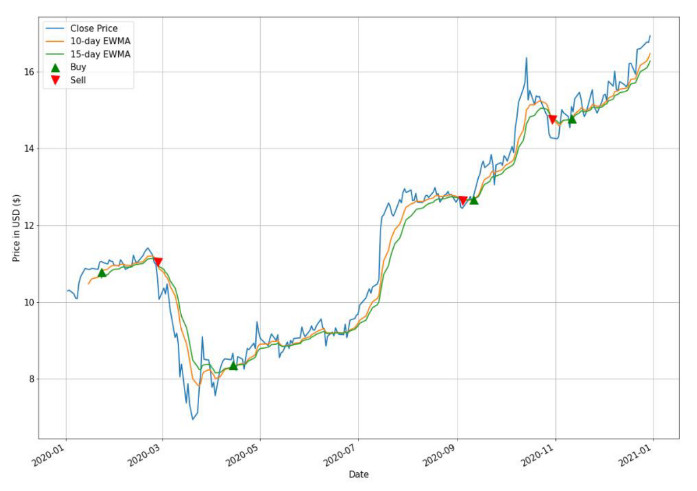 Close Price
10-day EWMA
15-day EWMA
Buy
Sell
16
14
12
10
8
Price in USD ($)
2020-01
2020-03
2020-05
2020-07
2020-09
2020-11
2021-01
Date